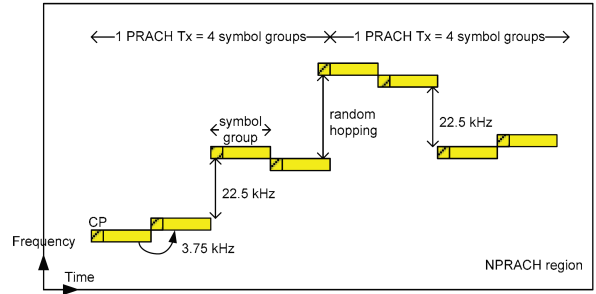 1 PRACH Tx = 4 symbol groups
1 PRACH Tx = 4 symbol groups
symbol
group
random
hopping
22.5 kHz
22.5 kHz
CP
3.75 kHz
Frequency
Time
NPRACH region